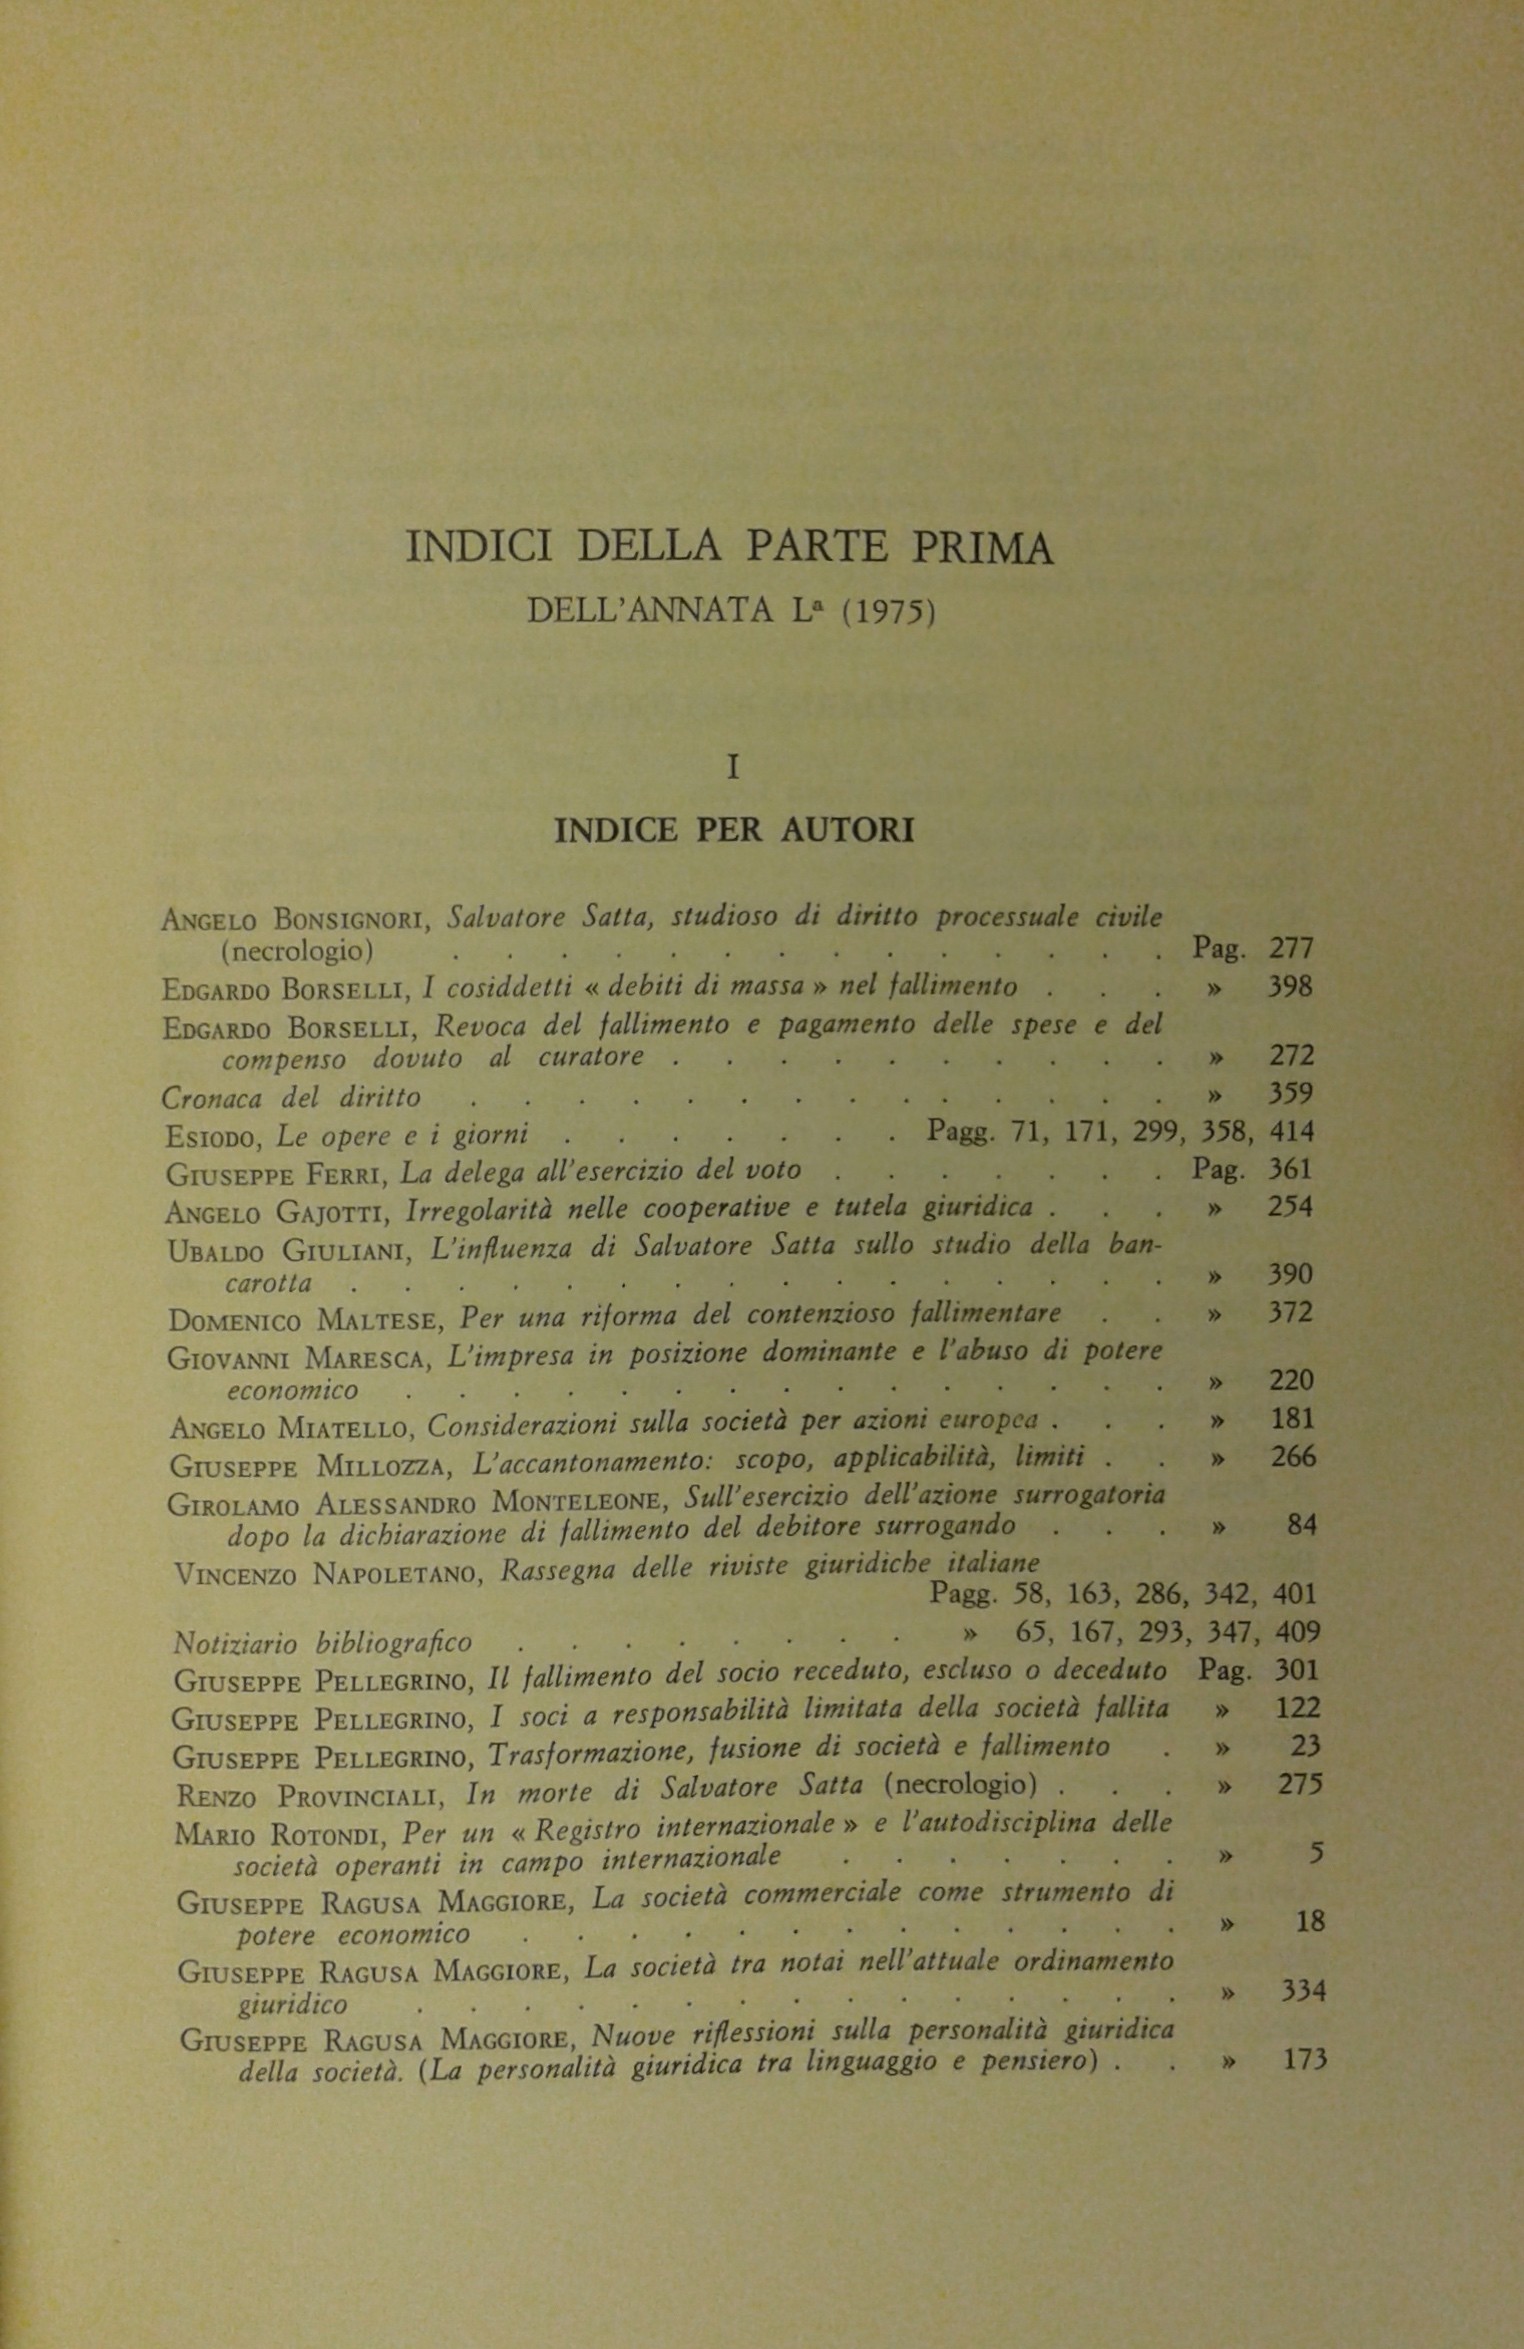 INDICI DELLA PARTE PRIMA
DELL'ANNATA Lª (1975)
I
INDICE PER AUTORI
ANGELO BONSIGNORI, Salvatore Satta, studioso di diritto processuale civile
(necrologio) . . . . . . . . . . . . . . Pag. 277
EDGARDO BORSELLI, I cosiddetti « debiti di massa » nel fallimento . . . » 398
EDGARDO BORSELLI, Revoca del fallimento e pagamento delle spese e del
compenso dovuto al curatore . . . . . . . . . . » 272
Cronaca del diritto . . . . . . . . . . . . . . » 359
ESIODO, Le opere e i giorni . . . . . . . Pagg. 71, 171, 299, 358, 414
GIUSEPPE FERRI, La delega all'esercizio del voto . . . . . . . Pag. 361
ANGELO GAJOTTI, Irregolarità nelle cooperative e tutela giuridica . . . » 254
UBALDO GIULIANI, L'influenza di Salvatore Satta sullo studio della ban-
carotta . . . . . . . . . . . . . . . . » 390
DOMENICO MALTESE, Per una riforma del contenzioso fallimentare . . » 372
GIOVANNI MARESCA, L'impresa in posizione dominante e l'abuso di potere
economico . . . . . . . . . . . . . . . » 220
ANGELO MIATELLO, Considerazioni sulla società per azioni europea . . . » 181
GIUSEPPE MILLOZZA, L'accantonamento: scopo, applicabilità, limiti . . » 266
GIROLAMO ALESSANDRO MONTELEONE, Sull'esercizio dell'azione surrogatoria
dopo la dichiarazione di fallimento del debitore surrogando . . . » 84
VINCENZO NAPOLETANO, Rassegna delle riviste giuridiche italiane
Pagg. 58, 163, 286, 342, 401
Notiziario bibliografico . . . . . . . . » 65, 167, 293, 347, 409
GIUSEPPE PELLEGRINO, Il fallimento del socio receduto, escluso o deceduto Pag. 301
GIUSEPPE PELLEGRINO, I soci a responsabilità limitata della società fallita » 122
GIUSEPPE PELLEGRINO, Trasformazione, fusione di società e fallimento . » 23
RENZO PROVINCIALI, In morte di Salvatore Satta (necrologio) . . . » 275
MARIO ROTONDI, Per un « Registro internazionale » e l'autodisciplina delle
società operanti in campo internazionale . . . . . . . » 5
GIUSEPPE RAGUSA MAGGIORE, La società commerciale come strumento di
potere economico . . . . . . . . . . . . . » 18
GIUSEPPE RAGUSA MAGGIORE, La società tra notai nell'attuale ordinamento
giuridico . . . . . . . . . . . . . . . » 334
GIUSEPPE RAGUSA MAGGIORE, Nuove riflessioni sulla personalità giuridica
della società. (La personalità giuridica tra linguaggio e pensiero) . . » 173